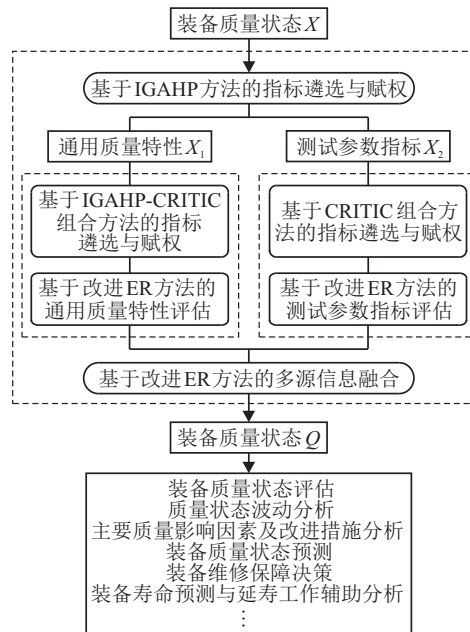 装备质量状态X
基于IGAHP方法的指标遴选与赋权
通用质量特性X₁
测试参数指标X₂
基于IGAHP-CRITIC
组合方法的指标
遴选与赋权
基于CRITIC组合方
法的指标遴选与赋权
基于改进ER方法的
通用质量特性评估
基于改进ER方法的
测试参数指标评估
基于改进ER方法的多源信息融合
装备质量状态Q
装备质量状态评估
质量状态波动分析
主要质量影响因素及改进措施分析
装备质量状态预测
装备维修保障决策
装备寿命预测与延寿工作辅助分析
⋮